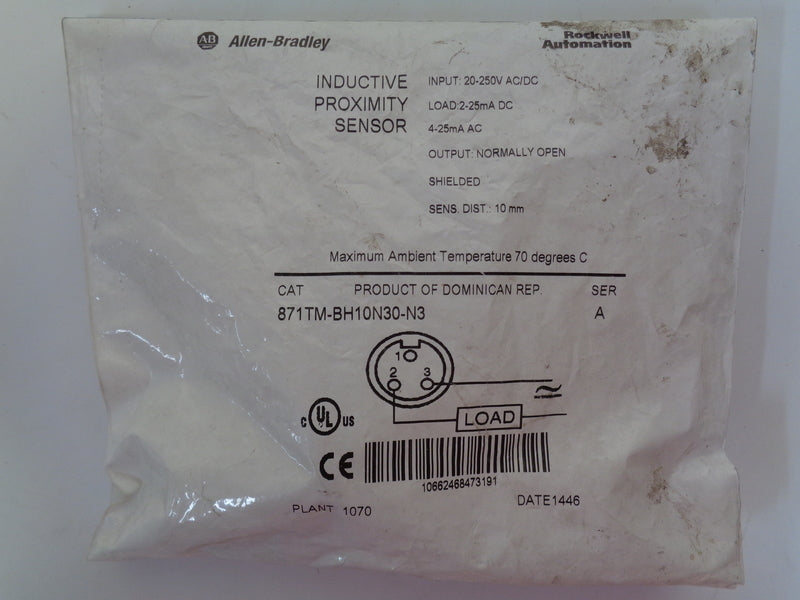 AB Allen-Bradley
Rockwell
Automation
INDUCTIVE
PROXIMITY
SENSOR
INPUT: 20-250V AC/DC
LOAD:2-25mA DC
4-25mA AC
OUTPUT: NORMALLY OPEN
SHIELDED
SENS. DIST.: 10 mm
Maximum Ambient Temperature 70 degrees C
CAT PRODUCT OF DOMINICAN REP. SER
871TM-BH10N30-N3 A
1
2 3
LOAD
C UL US
CE
10662468473191
PLANT 1070 DATE1446